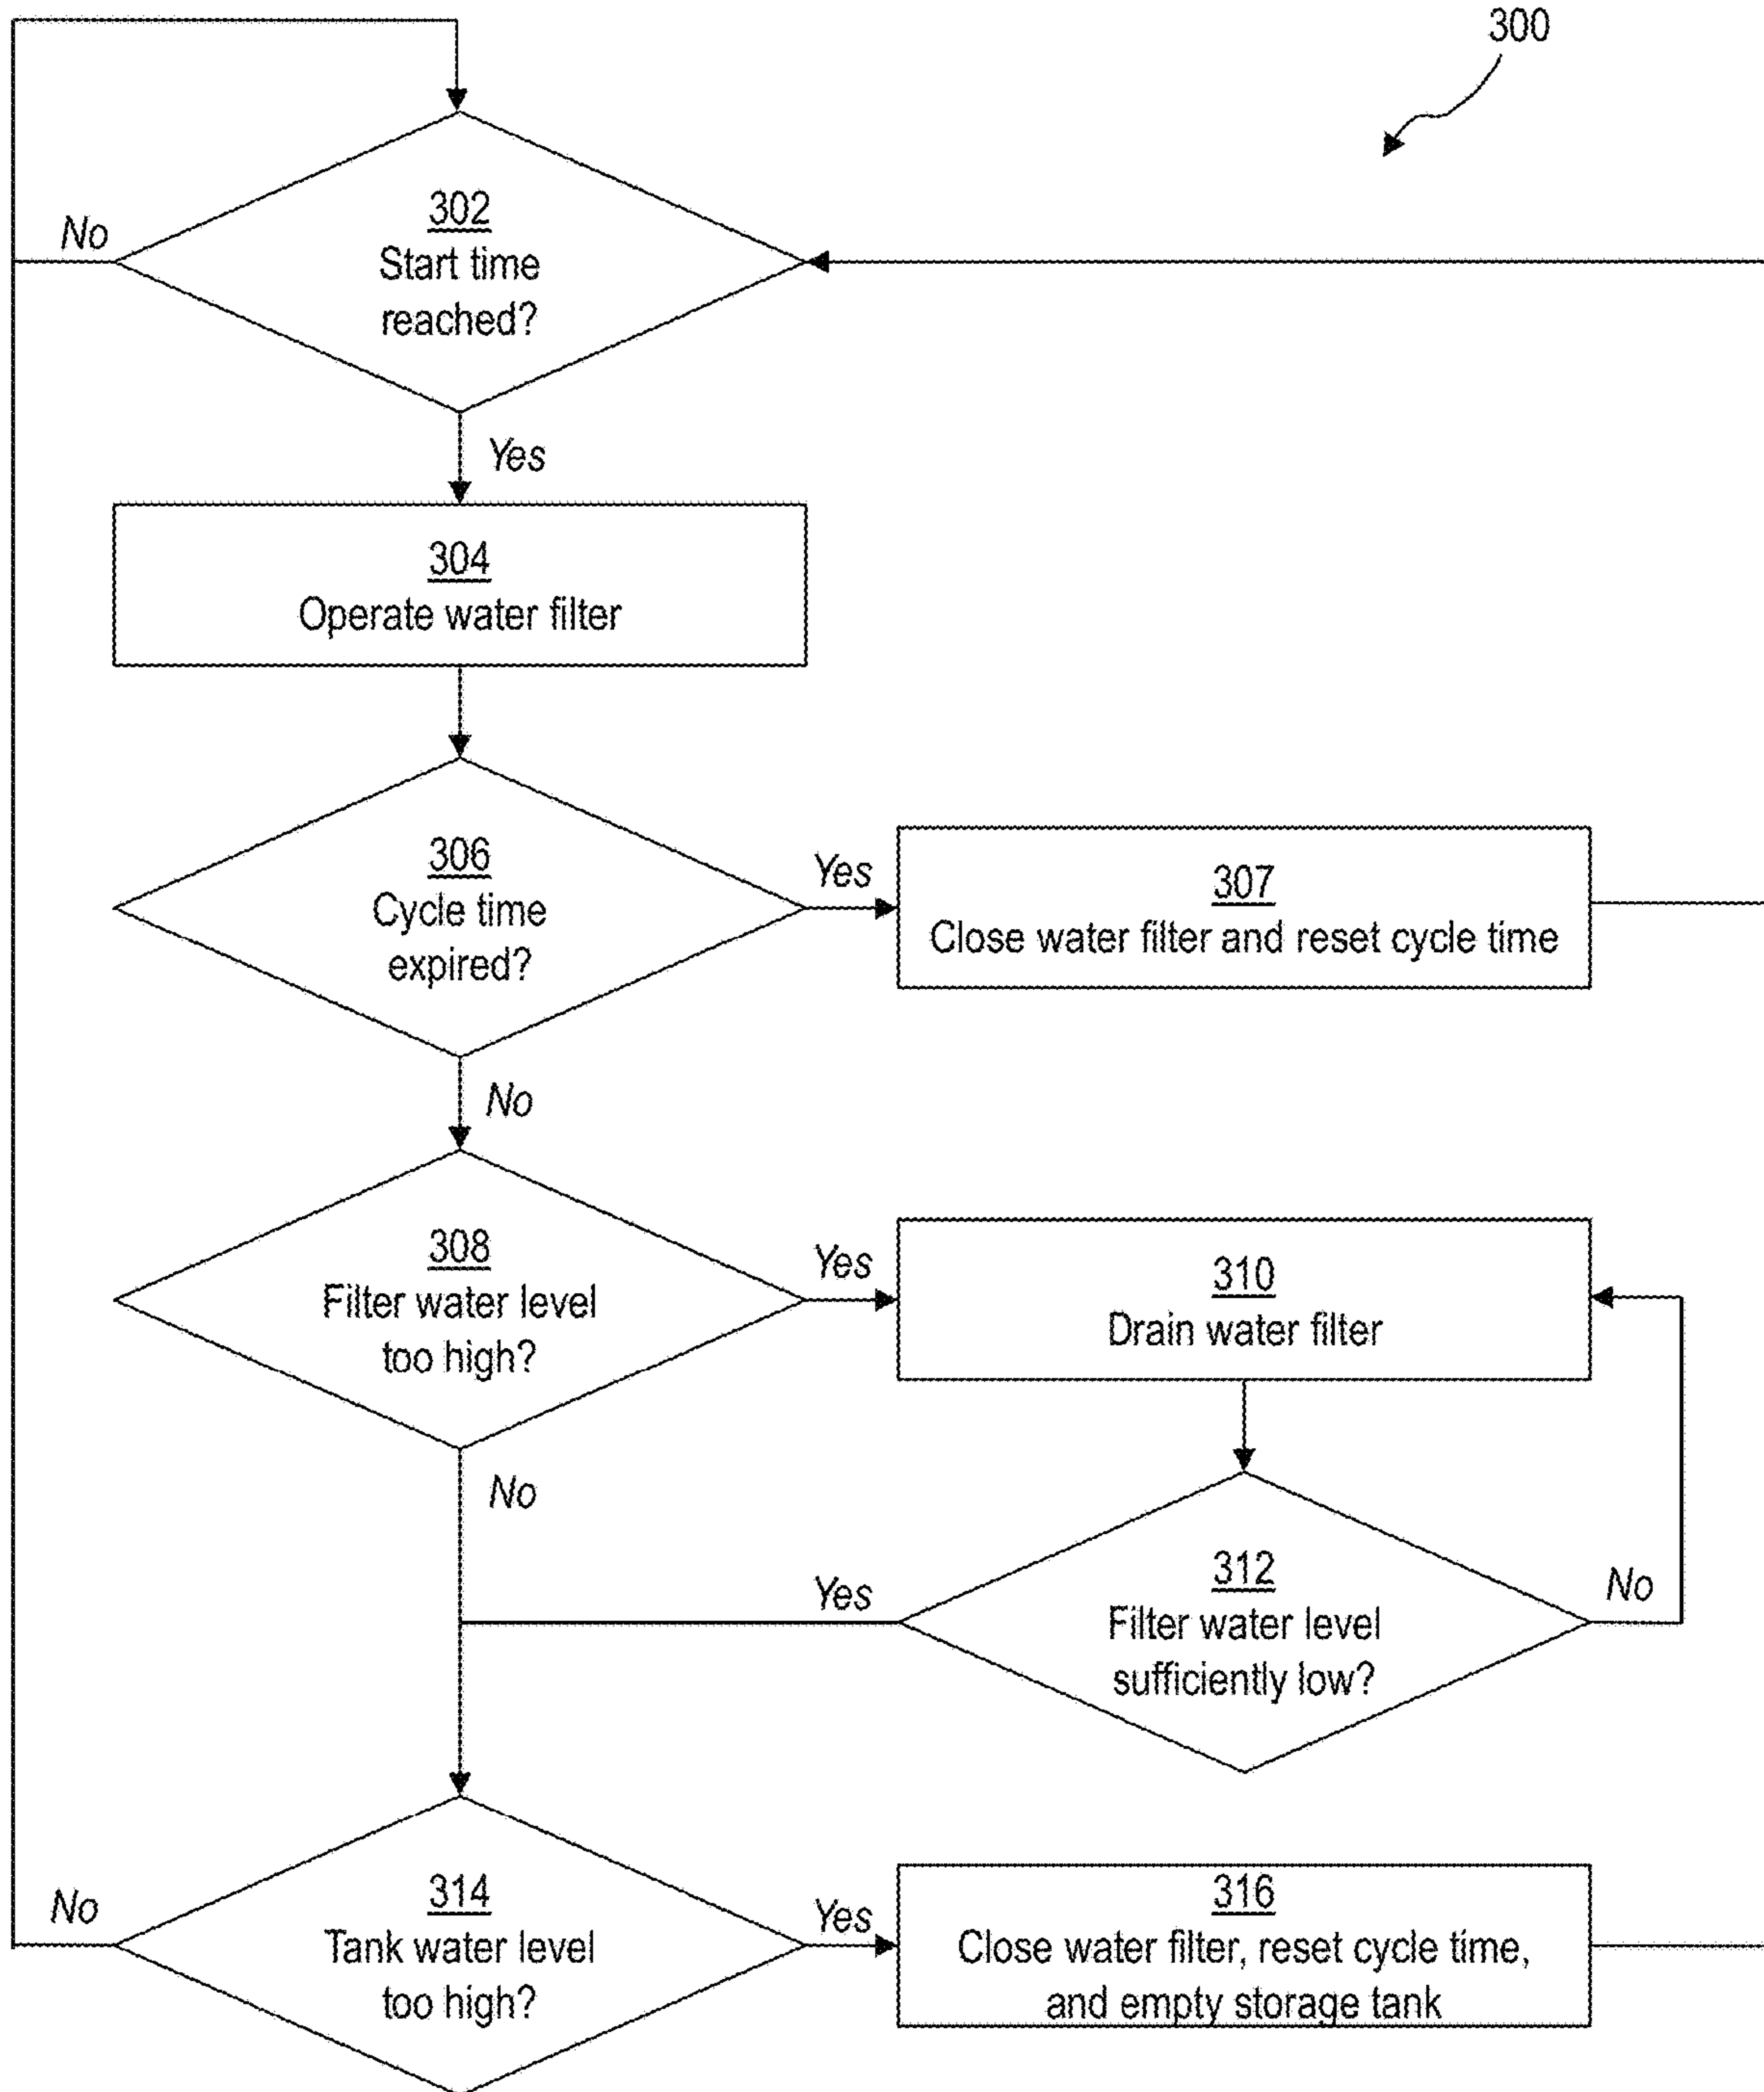 300
302
Start time
reached?
No
Yes
304
Operate water filter
306
Cycle time
expired?
Yes
307
Close water filter and reset cycle time
No
308
Filter water level
too high?
Yes
310
Drain water filter
No
312
Filter water level
sufficiently low?
Yes
No
314
Tank water level
too high?
No
Yes
316
Close water filter, reset cycle time,
and empty storage tank